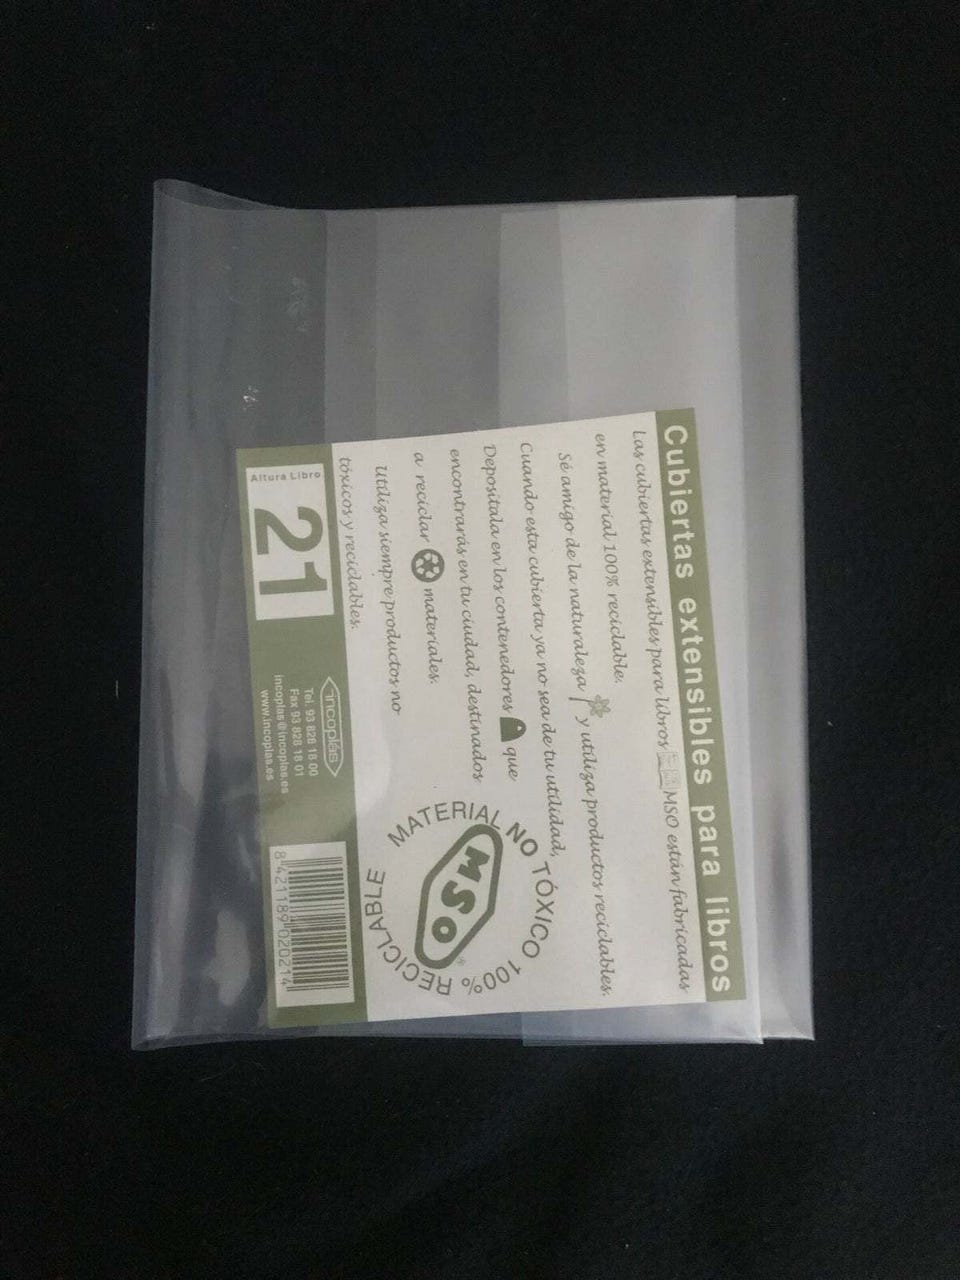 Cubiertas extensibles para libros
Las cubiertas extensibles para libros MSO están fabricadas
en material 100% reciclable.
Sé amigo de la naturaleza y utiliza productos reciclables.
Cuando esta cubierta ya no sea de tu utilidad,
Depositala en los contenedores que
encontrarás en tu ciudad, destinados
a reciclar materiales.
Utiliza siempre productos no
tóxicos y reciclables.
MATERIAL NO TÓXICO 100% RECICLABLE
MSO®
Altura Libro
21
incoplás
Tel. 93 828 18 00
Fax 93 828 18 01
incoplas@incoplas.es
www.incoplas.es
8 421189 020214